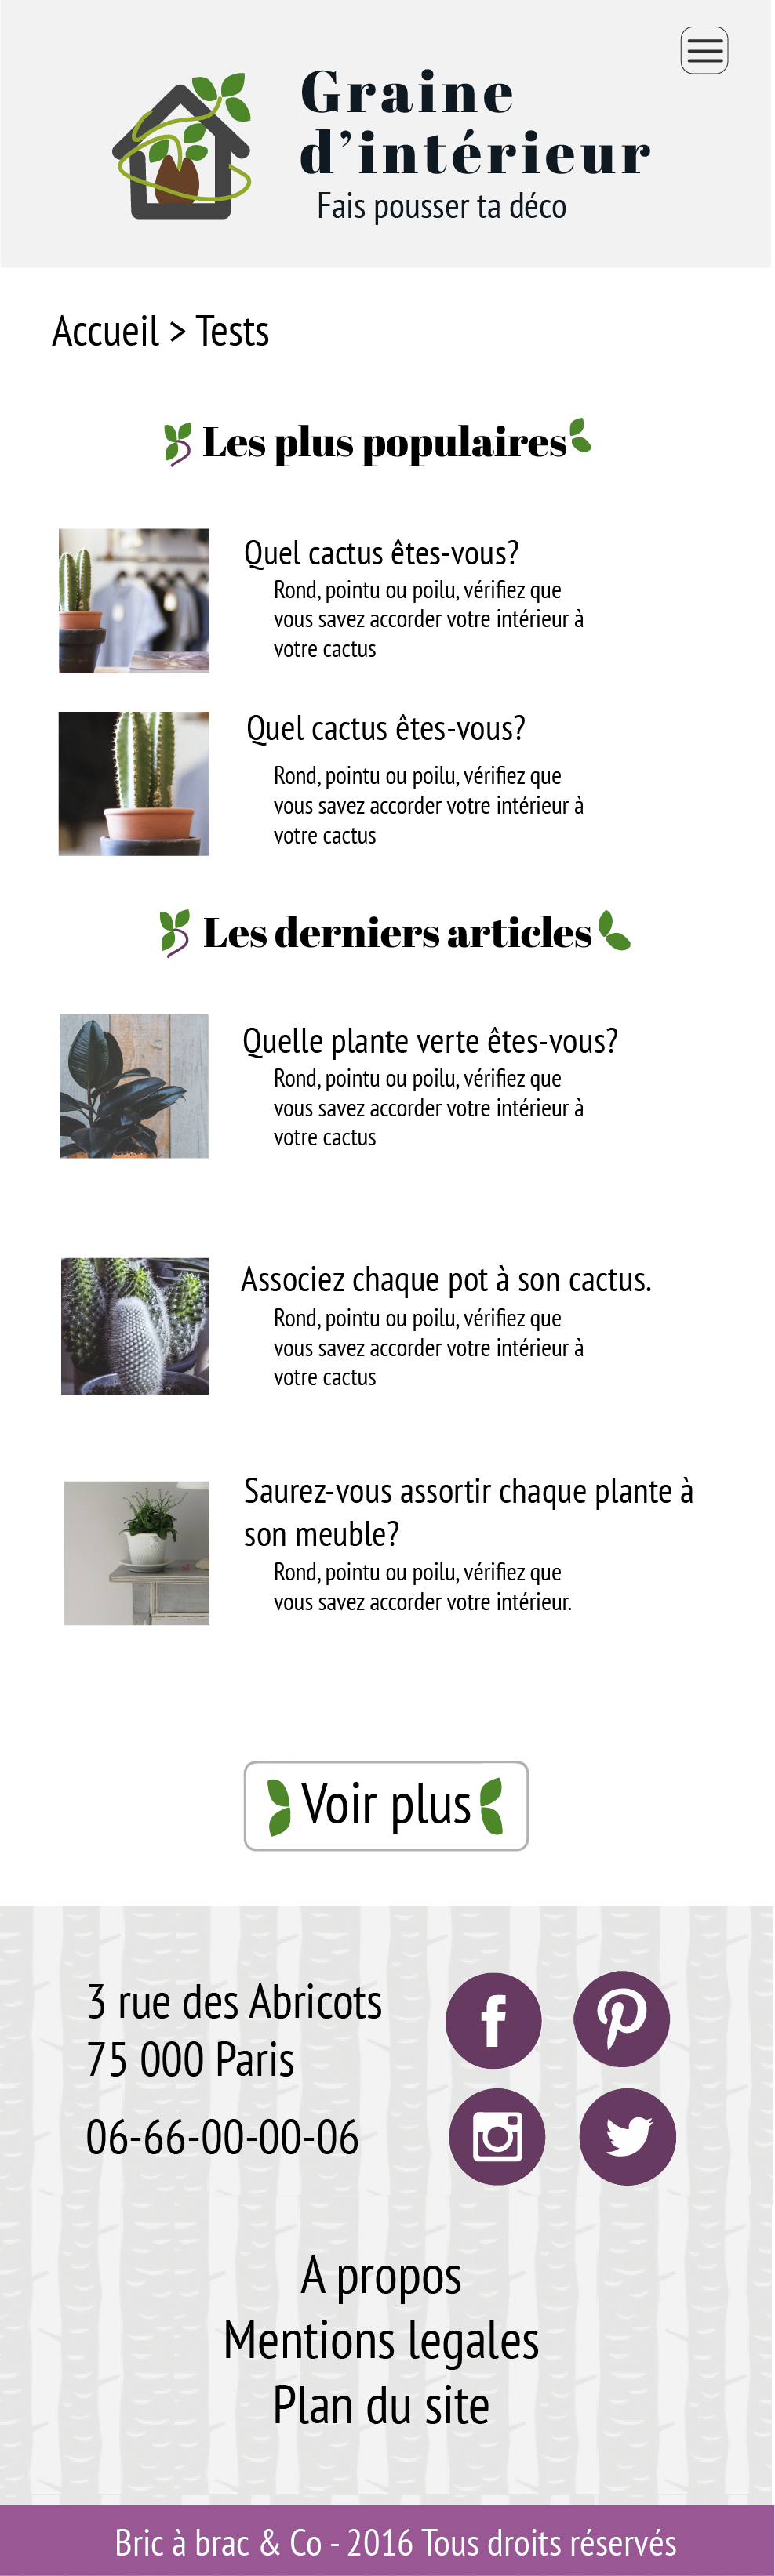 Graine
d’intérieur
Fais pousser ta déco
Accueil > Tests
Les plus populaires
Quel cactus êtes-vous?
Rond, pointu ou poilu, vérifiez que
vous savez accorder votre intérieur à
votre cactus
Quel cactus êtes-vous?
Rond, pointu ou poilu, vérifiez que
vous savez accorder votre intérieur à
votre cactus
Les derniers articles
Quelle plante verte êtes-vous?
Rond, pointu ou poilu, vérifiez que
vous savez accorder votre intérieur à
votre cactus
Associez chaque pot à son cactus.
Rond, pointu ou poilu, vérifiez que
vous savez accorder votre intérieur à
votre cactus
Saurez-vous assortir chaque plante à
son meuble?
Rond, pointu ou poilu, vérifiez que
vous savez accorder votre intérieur.
Voir plus
3 rue des Abricots
75 000 Paris
06-66-00-00-06
A propos
Mentions legales
Plan du site
Bric à brac & Co - 2016 Tous droits réservés